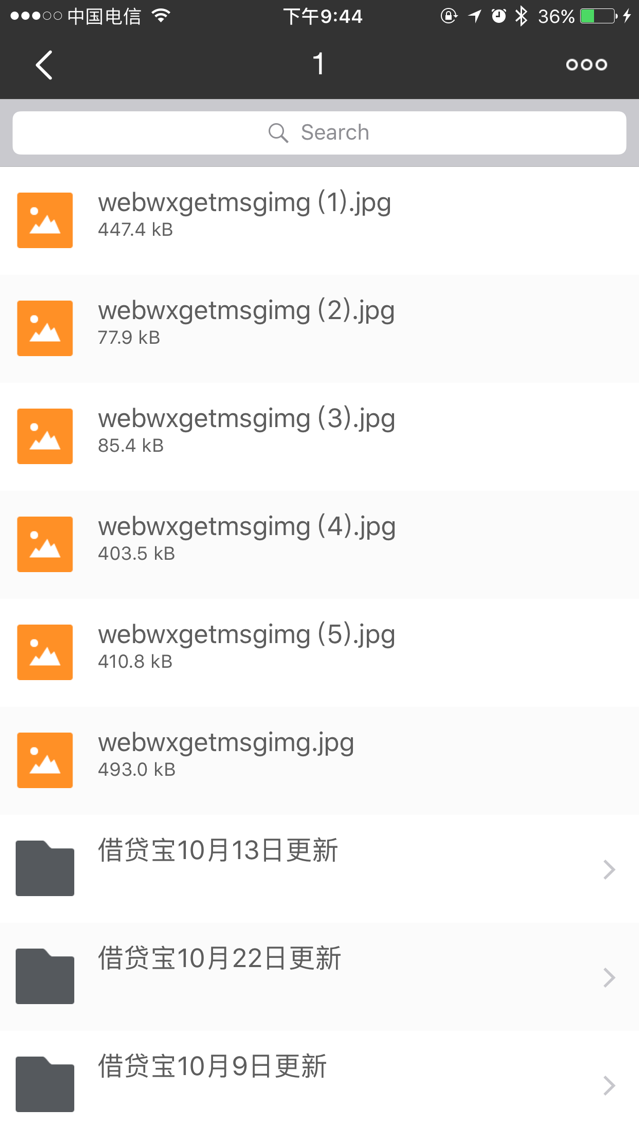 中国电信 下午9:44 36%
1
Search
webwxgetmsgimg (1).jpg
447.4 kB
webwxgetmsgimg (2).jpg
77.9 kB
webwxgetmsgimg (3).jpg
85.4 kB
webwxgetmsgimg (4).jpg
403.5 kB
webwxgetmsgimg (5).jpg
410.8 kB
webwxgetmsgimg.jpg
493.0 kB
借贷宝10月13日更新
借贷宝10月22日更新
借贷宝10月9日更新